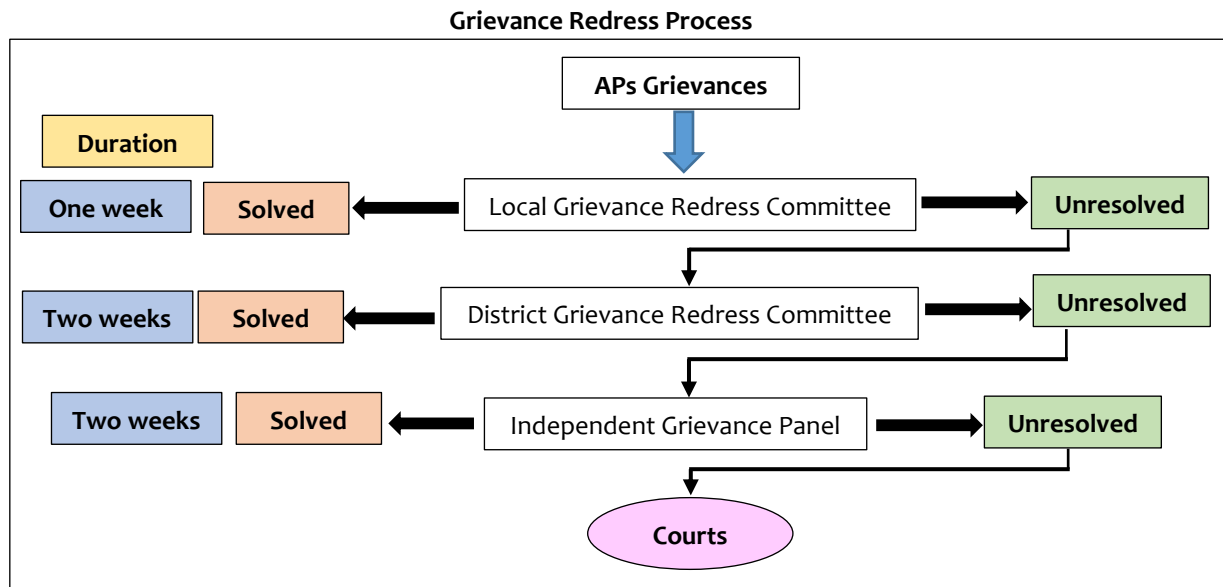 Grievance Redress Process
APs Grievances
Duration
One week
Solved
Local Grievance Redress Committee
Unresolved
Two weeks
Solved
District Grievance Redress Committee
Unresolved
Two weeks
Solved
Independent Grievance Panel
Unresolved
Courts